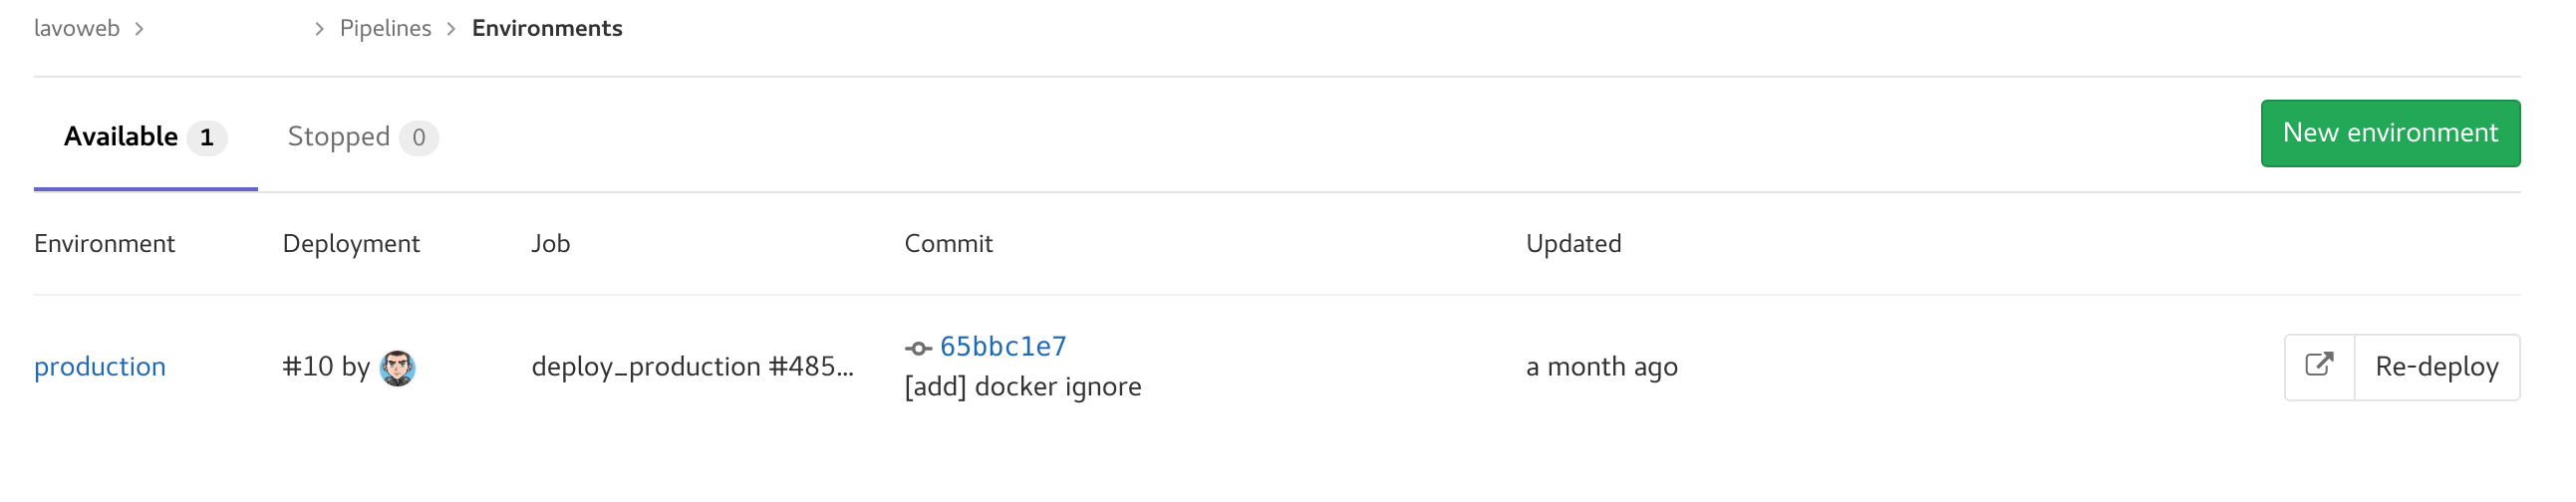 lavoweb > > Pipelines > Environments
Available 1 Stopped 0 New environment
Environment Deployment Job Commit Updated
production #10 by deploy_production #485... 65bbc1e7 a month ago Re-deploy
[add] docker ignore